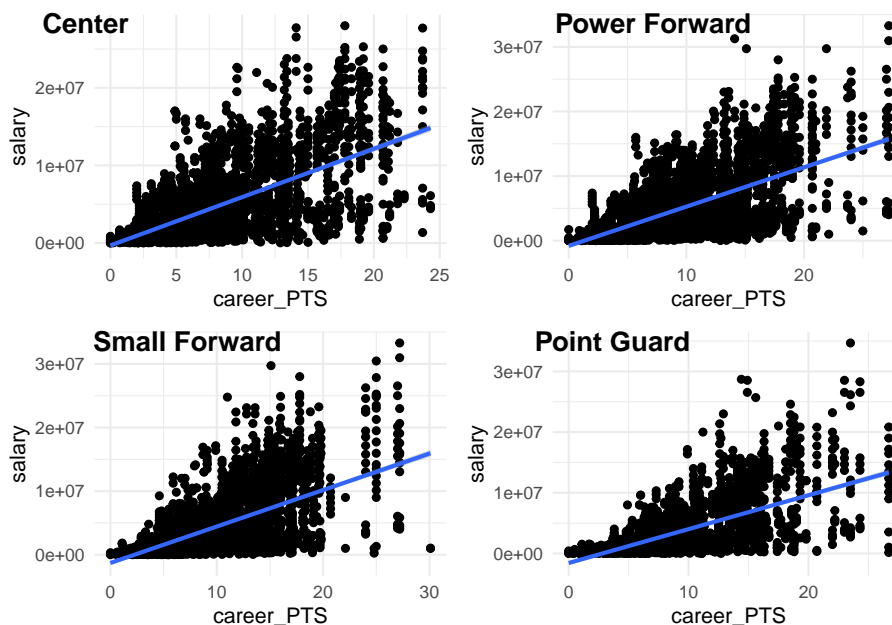 Center
2e+07
1e+07
0e+00
salary
0
5
10
15
20
25
career_PTS
Power Forward
3e+07
2e+07
1e+07
0e+00
salary
0
10
20
career_PTS
Small Forward
3e+07
2e+07
1e+07
0e+00
salary
0
10
20
30
career_PTS
Point Guard
3e+07
2e+07
1e+07
0e+00
salary
0
10
20
career_PTS